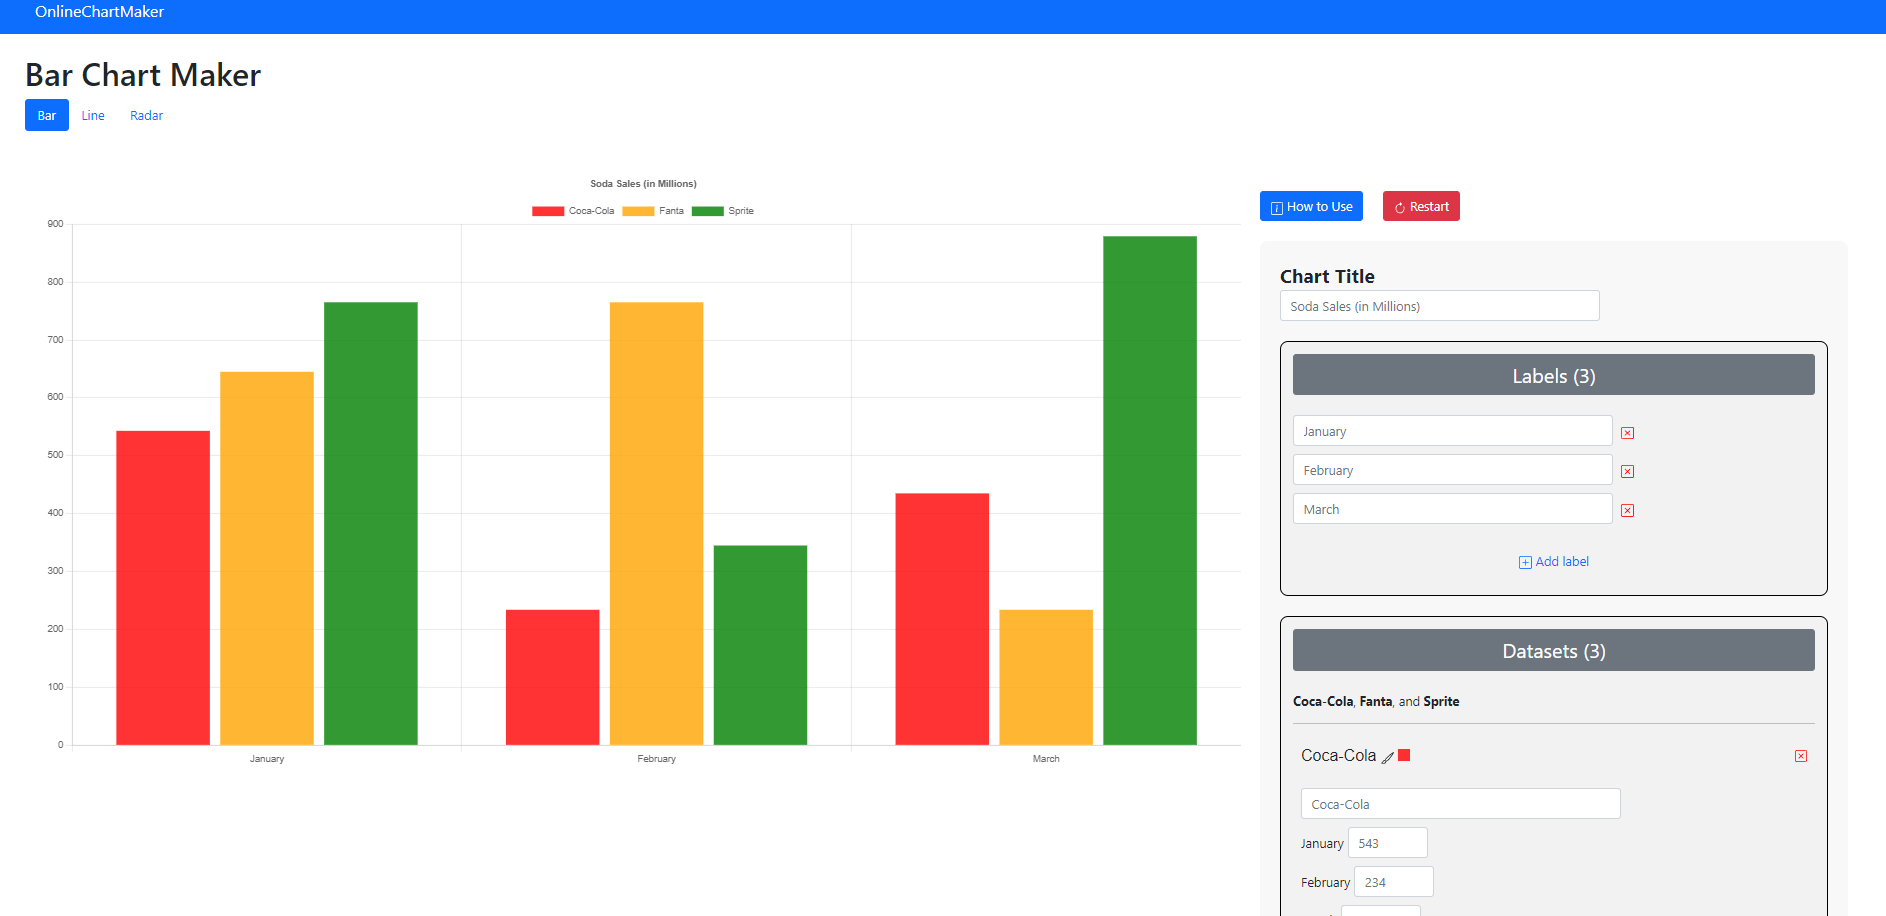 OnlineChartMaker
Bar Chart Maker
Bar Line Radar
Soda Sales (in Millions)
Coca-Cola Fanta Sprite
900
800
700
600
500
400
300
200
100
0
January February March
How to Use Restart
Chart Title
Soda Sales (in Millions)
Labels (3)
January
February
March
Add label
Datasets (3)
Coca-Cola, Fanta, and Sprite
Coca-Cola
Coca-Cola
January 543
February 234